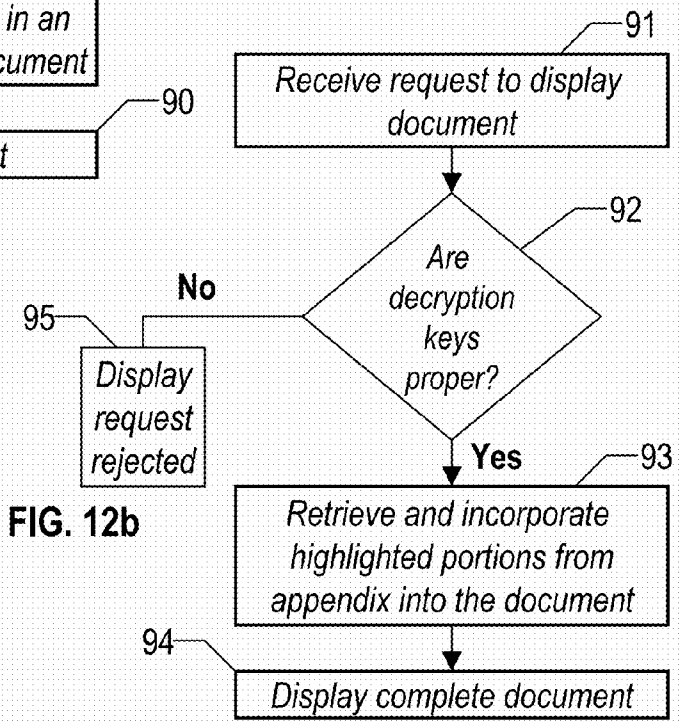 in an
90
91
Receive request to display
document
92
Are
decryption
keys
proper?
No
95
Display
request
rejected
Yes
FIG. 12b
93
Retrieve and incorporate
highlighted portions from
appendix into the document
94
Display complete document